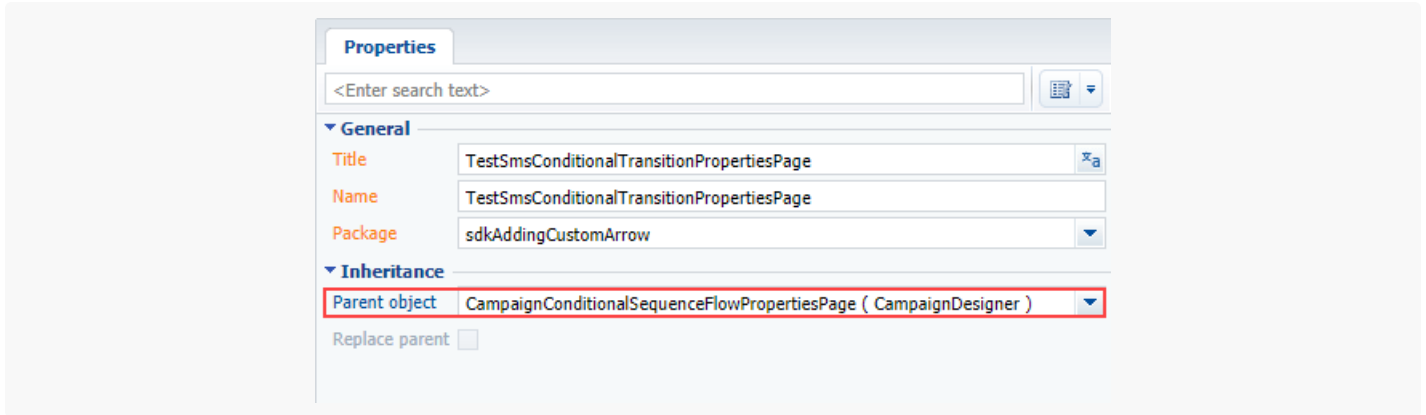 Properties
<Enter search text>
General
Title TestSmsConditionalTransitionPropertiesPage
Name TestSmsConditionalTransitionPropertiesPage
Package sdkAddingCustomArrow
Inheritance
Parent object CampaignConditionalSequenceFlowPropertiesPage ( CampaignDesigner )
Replace parent